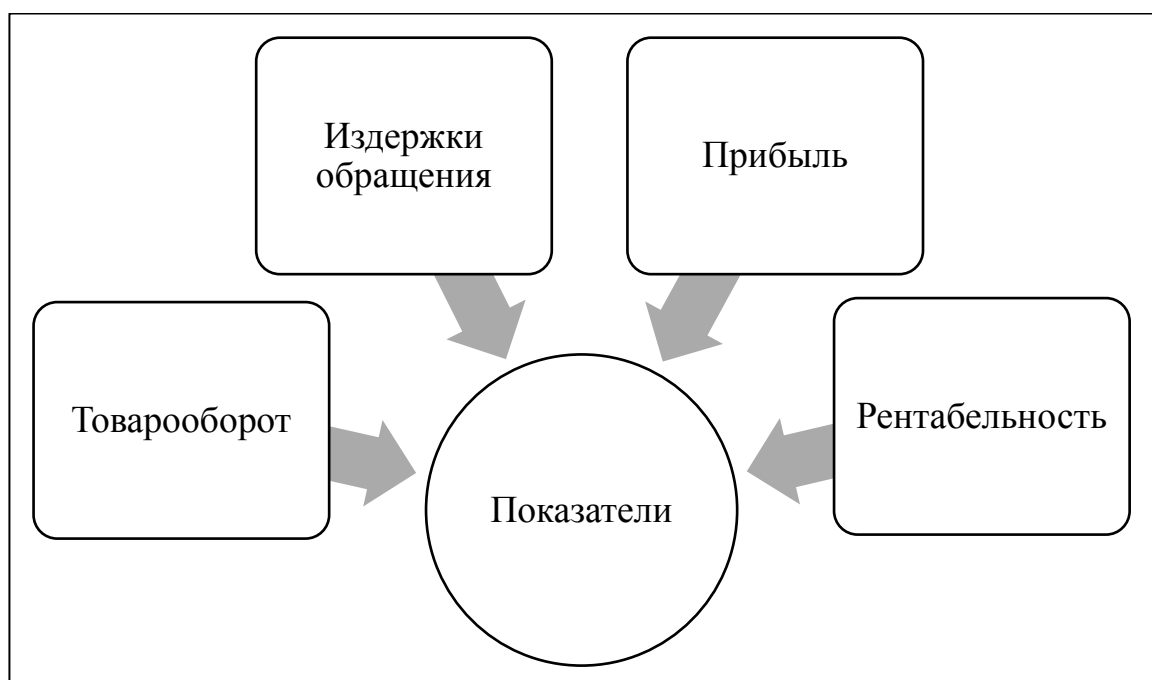 Издержки
обращения
Прибыль
Товарооборот
Рентабельность
Показатели